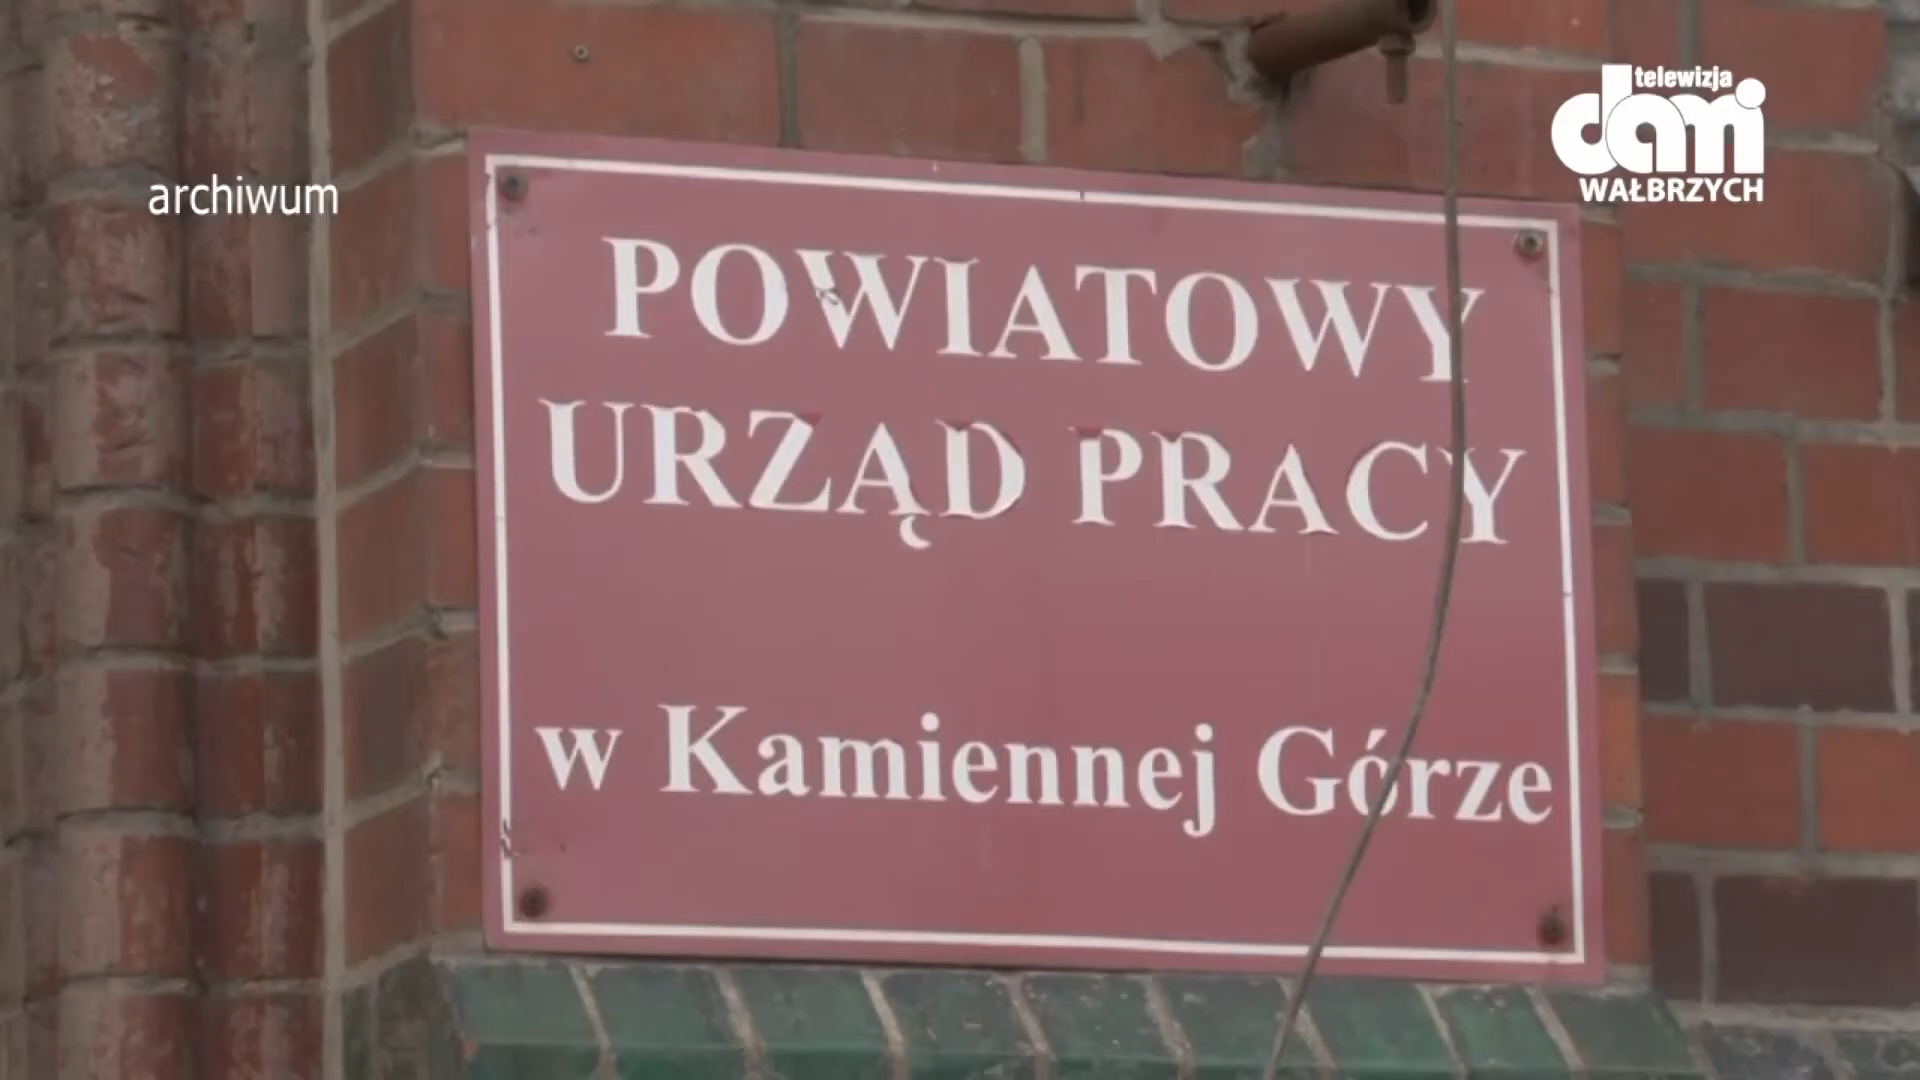 archiwum
telewizja
dami
WAŁBRZYCH
POWIATOWY
URZĄD PRACY
w Kamiennej Górze